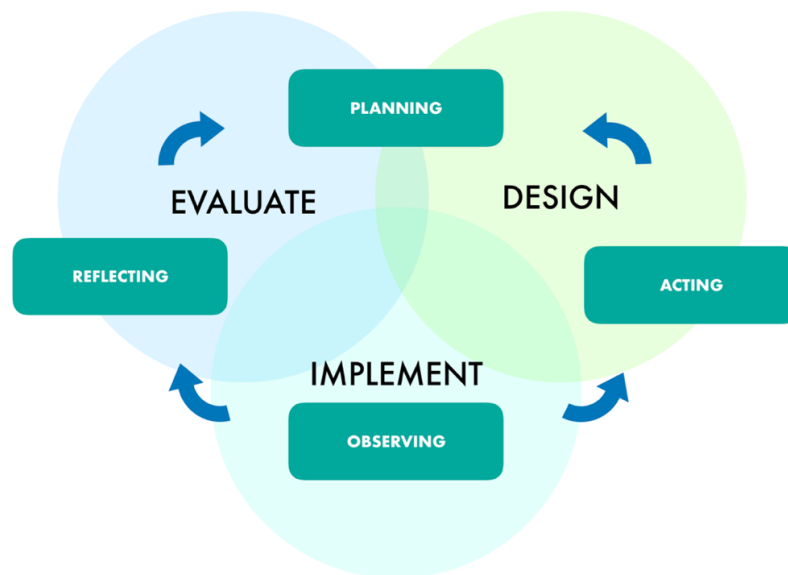 PLANNING
EVALUATE
DESIGN
REFLECTING
ACTING
IMPLEMENT
OBSERVING